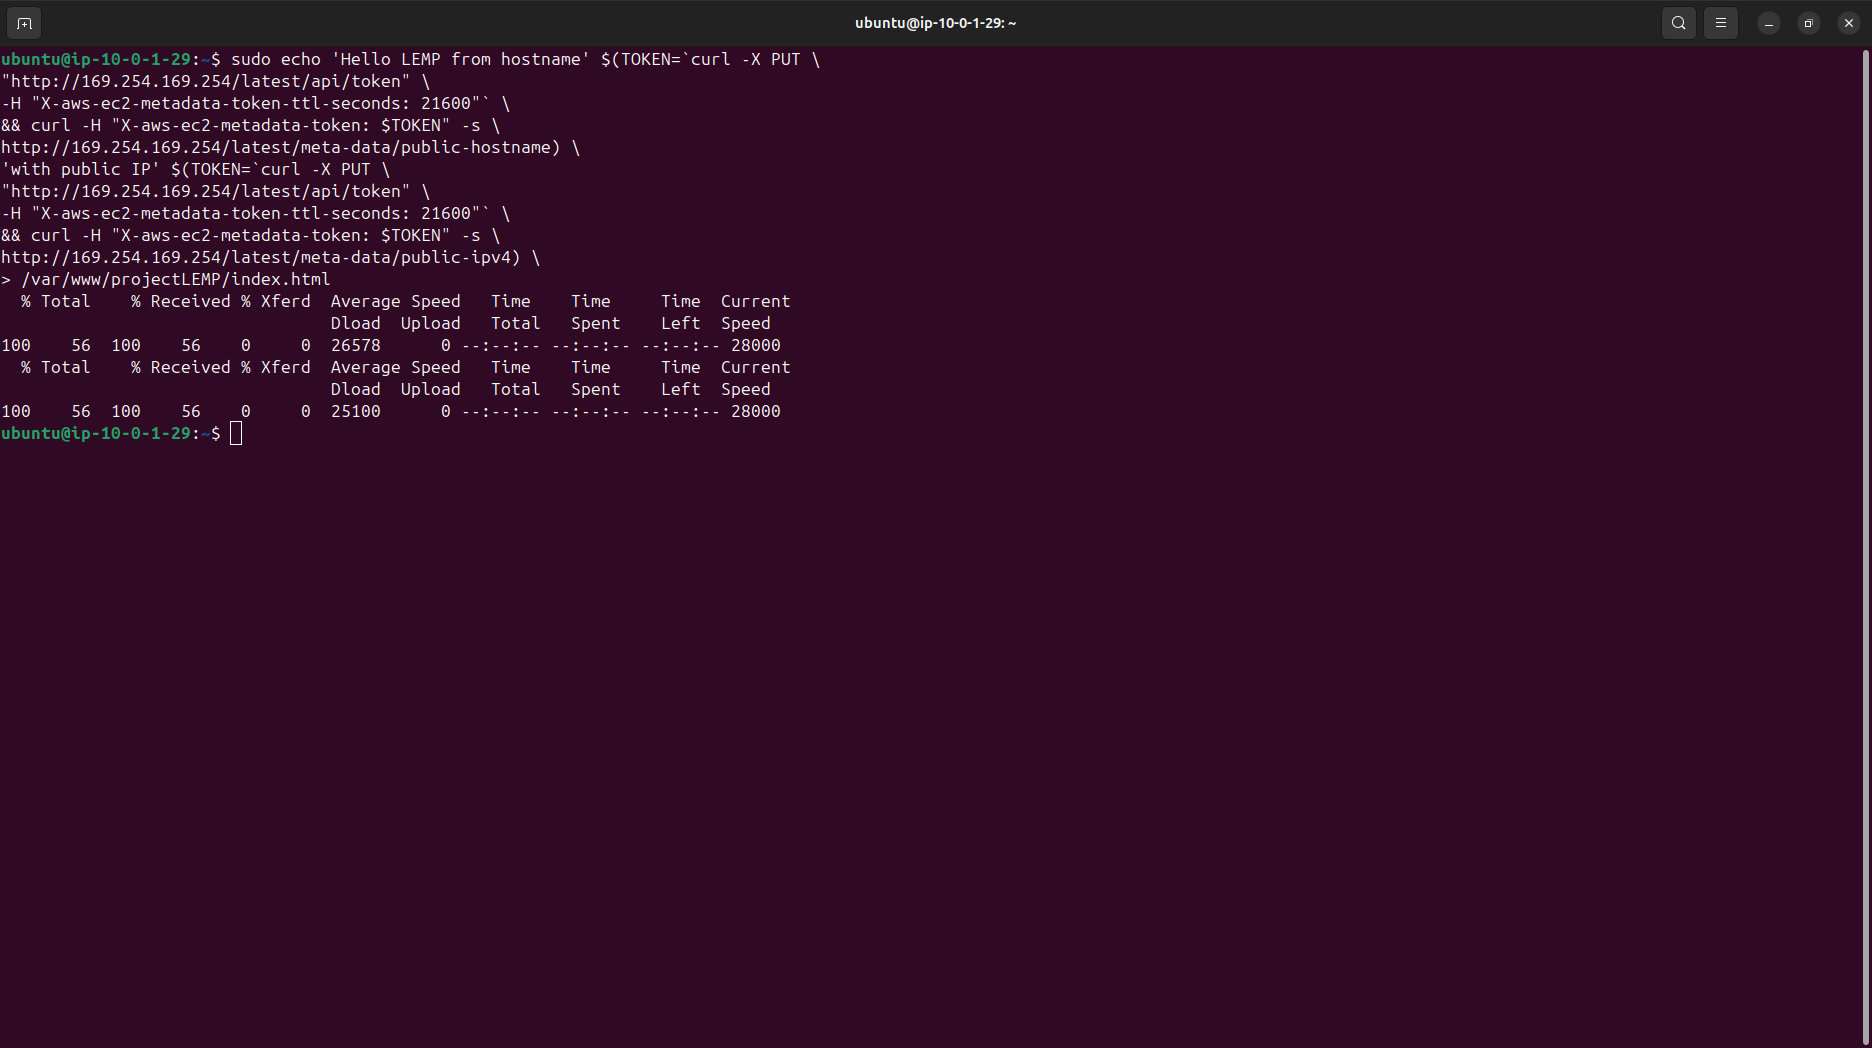 ubuntu@ip-10-0-1-29: ~
ubuntu@ip-10-0-1-29:~$ sudo echo 'Hello LEMP from hostname' $(TOKEN=`curl -X PUT \
"http://169.254.169.254/latest/api/token" \
-H "X-aws-ec2-metadata-token-ttl-seconds: 21600"` \
&& curl -H "X-aws-ec2-metadata-token: $TOKEN" -s \
http://169.254.169.254/latest/meta-data/public-hostname) \
'with public IP' $(TOKEN=`curl -X PUT \
"http://169.254.169.254/latest/api/token" \
-H "X-aws-ec2-metadata-token-ttl-seconds: 21600"` \
&& curl -H "X-aws-ec2-metadata-token: $TOKEN" -s \
http://169.254.169.254/latest/meta-data/public-ipv4) \
> /var/www/projectLEMP/index.html
  % Total    % Received % Xferd  Average Speed   Time    Time     Time  Current
                                 Dload  Upload   Total   Spent    Left  Speed
100    56  100    56    0     0  26578      0 --:--:-- --:--:-- --:--:-- 28000
  % Total    % Received % Xferd  Average Speed   Time    Time     Time  Current
                                 Dload  Upload   Total   Spent    Left  Speed
100    56  100    56    0     0  25100      0 --:--:-- --:--:-- --:--:-- 28000
ubuntu@ip-10-0-1-29:~$